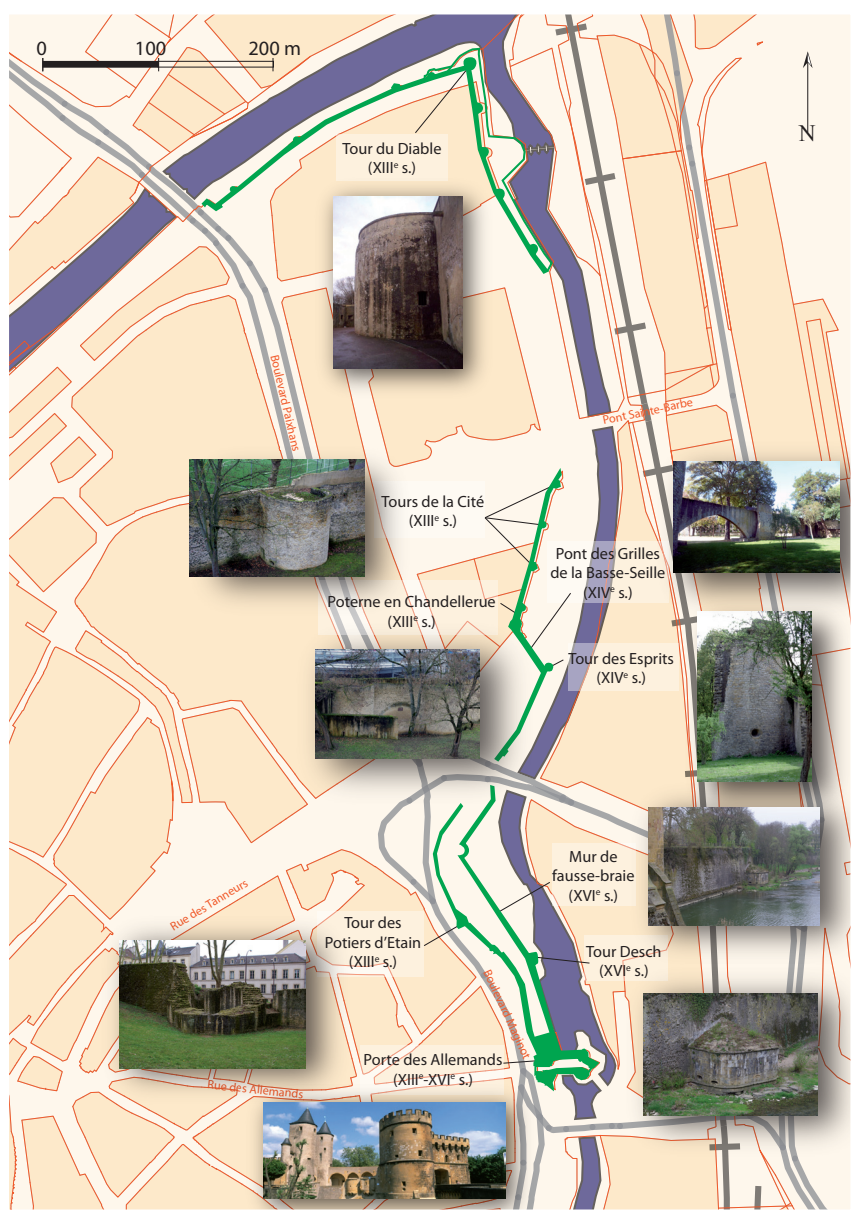 0 100 200 m
N
Tour du Diable
(XIIIᵉ s.)
Boulevard Paixhans
Pont Sainte-Barbe
Tours de la Cité
(XIIIᵉ s.)
Pont des Grilles
de la Basse-Seille
(XIVᵉ s.)
Poterne en Chandellerue
(XIIIᵉ s.)
Tour des Esprits
(XIVᵉ s.)
Mur de
fausse-braie
(XVIᵉ s.)
Rue des Tanneurs
Tour des
Potiers d'Etain
(XIIIᵉ s.)
Tour Desch
(XVIᵉ s.)
Boulevard Maginot
Porte des Allemands
(XIIIᵉ-XVIᵉ s.)
Rue des Allemands